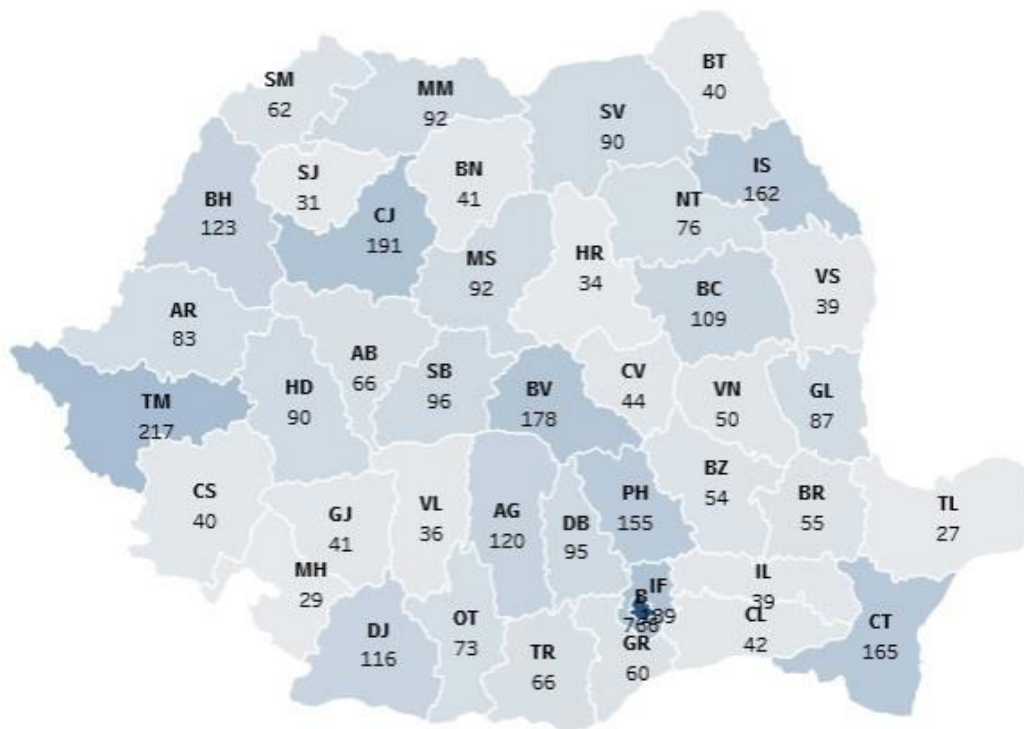 BT
40
SM
62
MM
92
SV
90
IS
162
SJ
31
BN
41
BH
123
CJ
191
NT
76
MS
92
HR
34
BC
109
VS
39
AR
83
AB
66
SB
96
BV
178
CV
44
VN
50
GL
87
TM
217
HD
90
CS
40
GJ
41
VL
36
AG
120
DB
95
PH
155
BZ
54
BR
55
TL
27
MH
29
IF
B
IL
39
CL
42
DJ
116
OT
73
TR
66
GR
60
CT
165